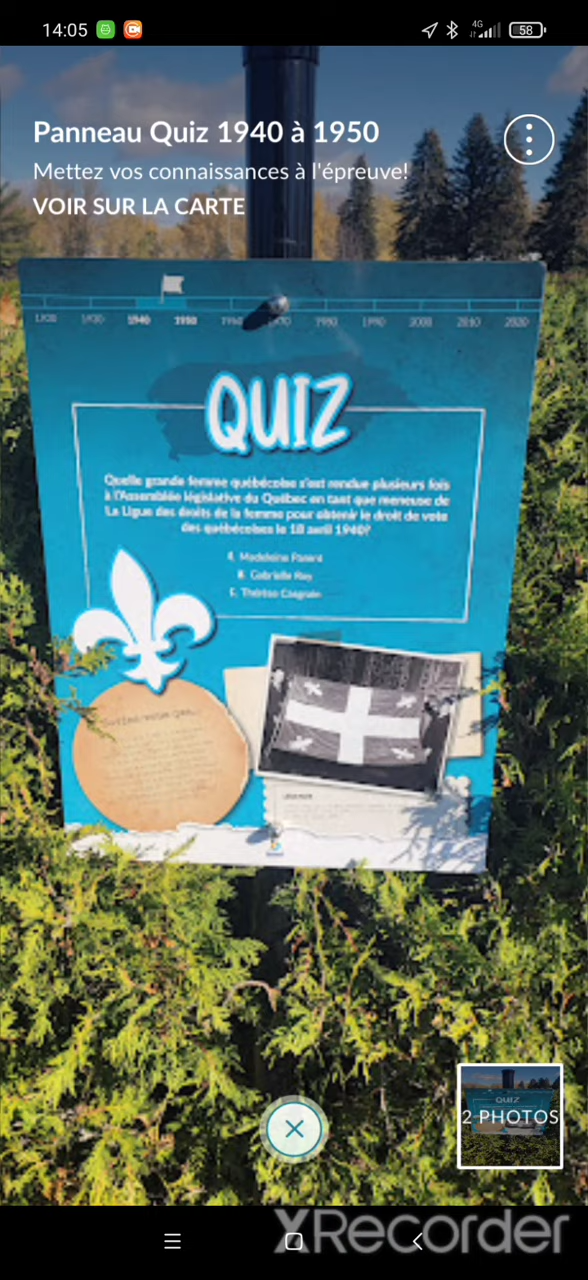 14:05
4G
58
Panneau Quiz 1940 à 1950
Mettez vos connaissances à l'épreuve!
VOIR SUR LA CARTE
1920 1930 1940 1950 1960 1970 1980 1990 2000 2010 2020
QUIZ
Quelle grande femme québécoise s'est rendue plusieurs fois
à l'Assemblée législative du Québec en tant que meneuse de
La Ligue des droits de la femme pour obtenir le droit de vote
des québécoises le 18 avril 1940?
A. Madeleine Parent
B. Gabrielle Roy
C. Thérèse Casgrain
QUIZ
2 PHOTOS
XRecorder